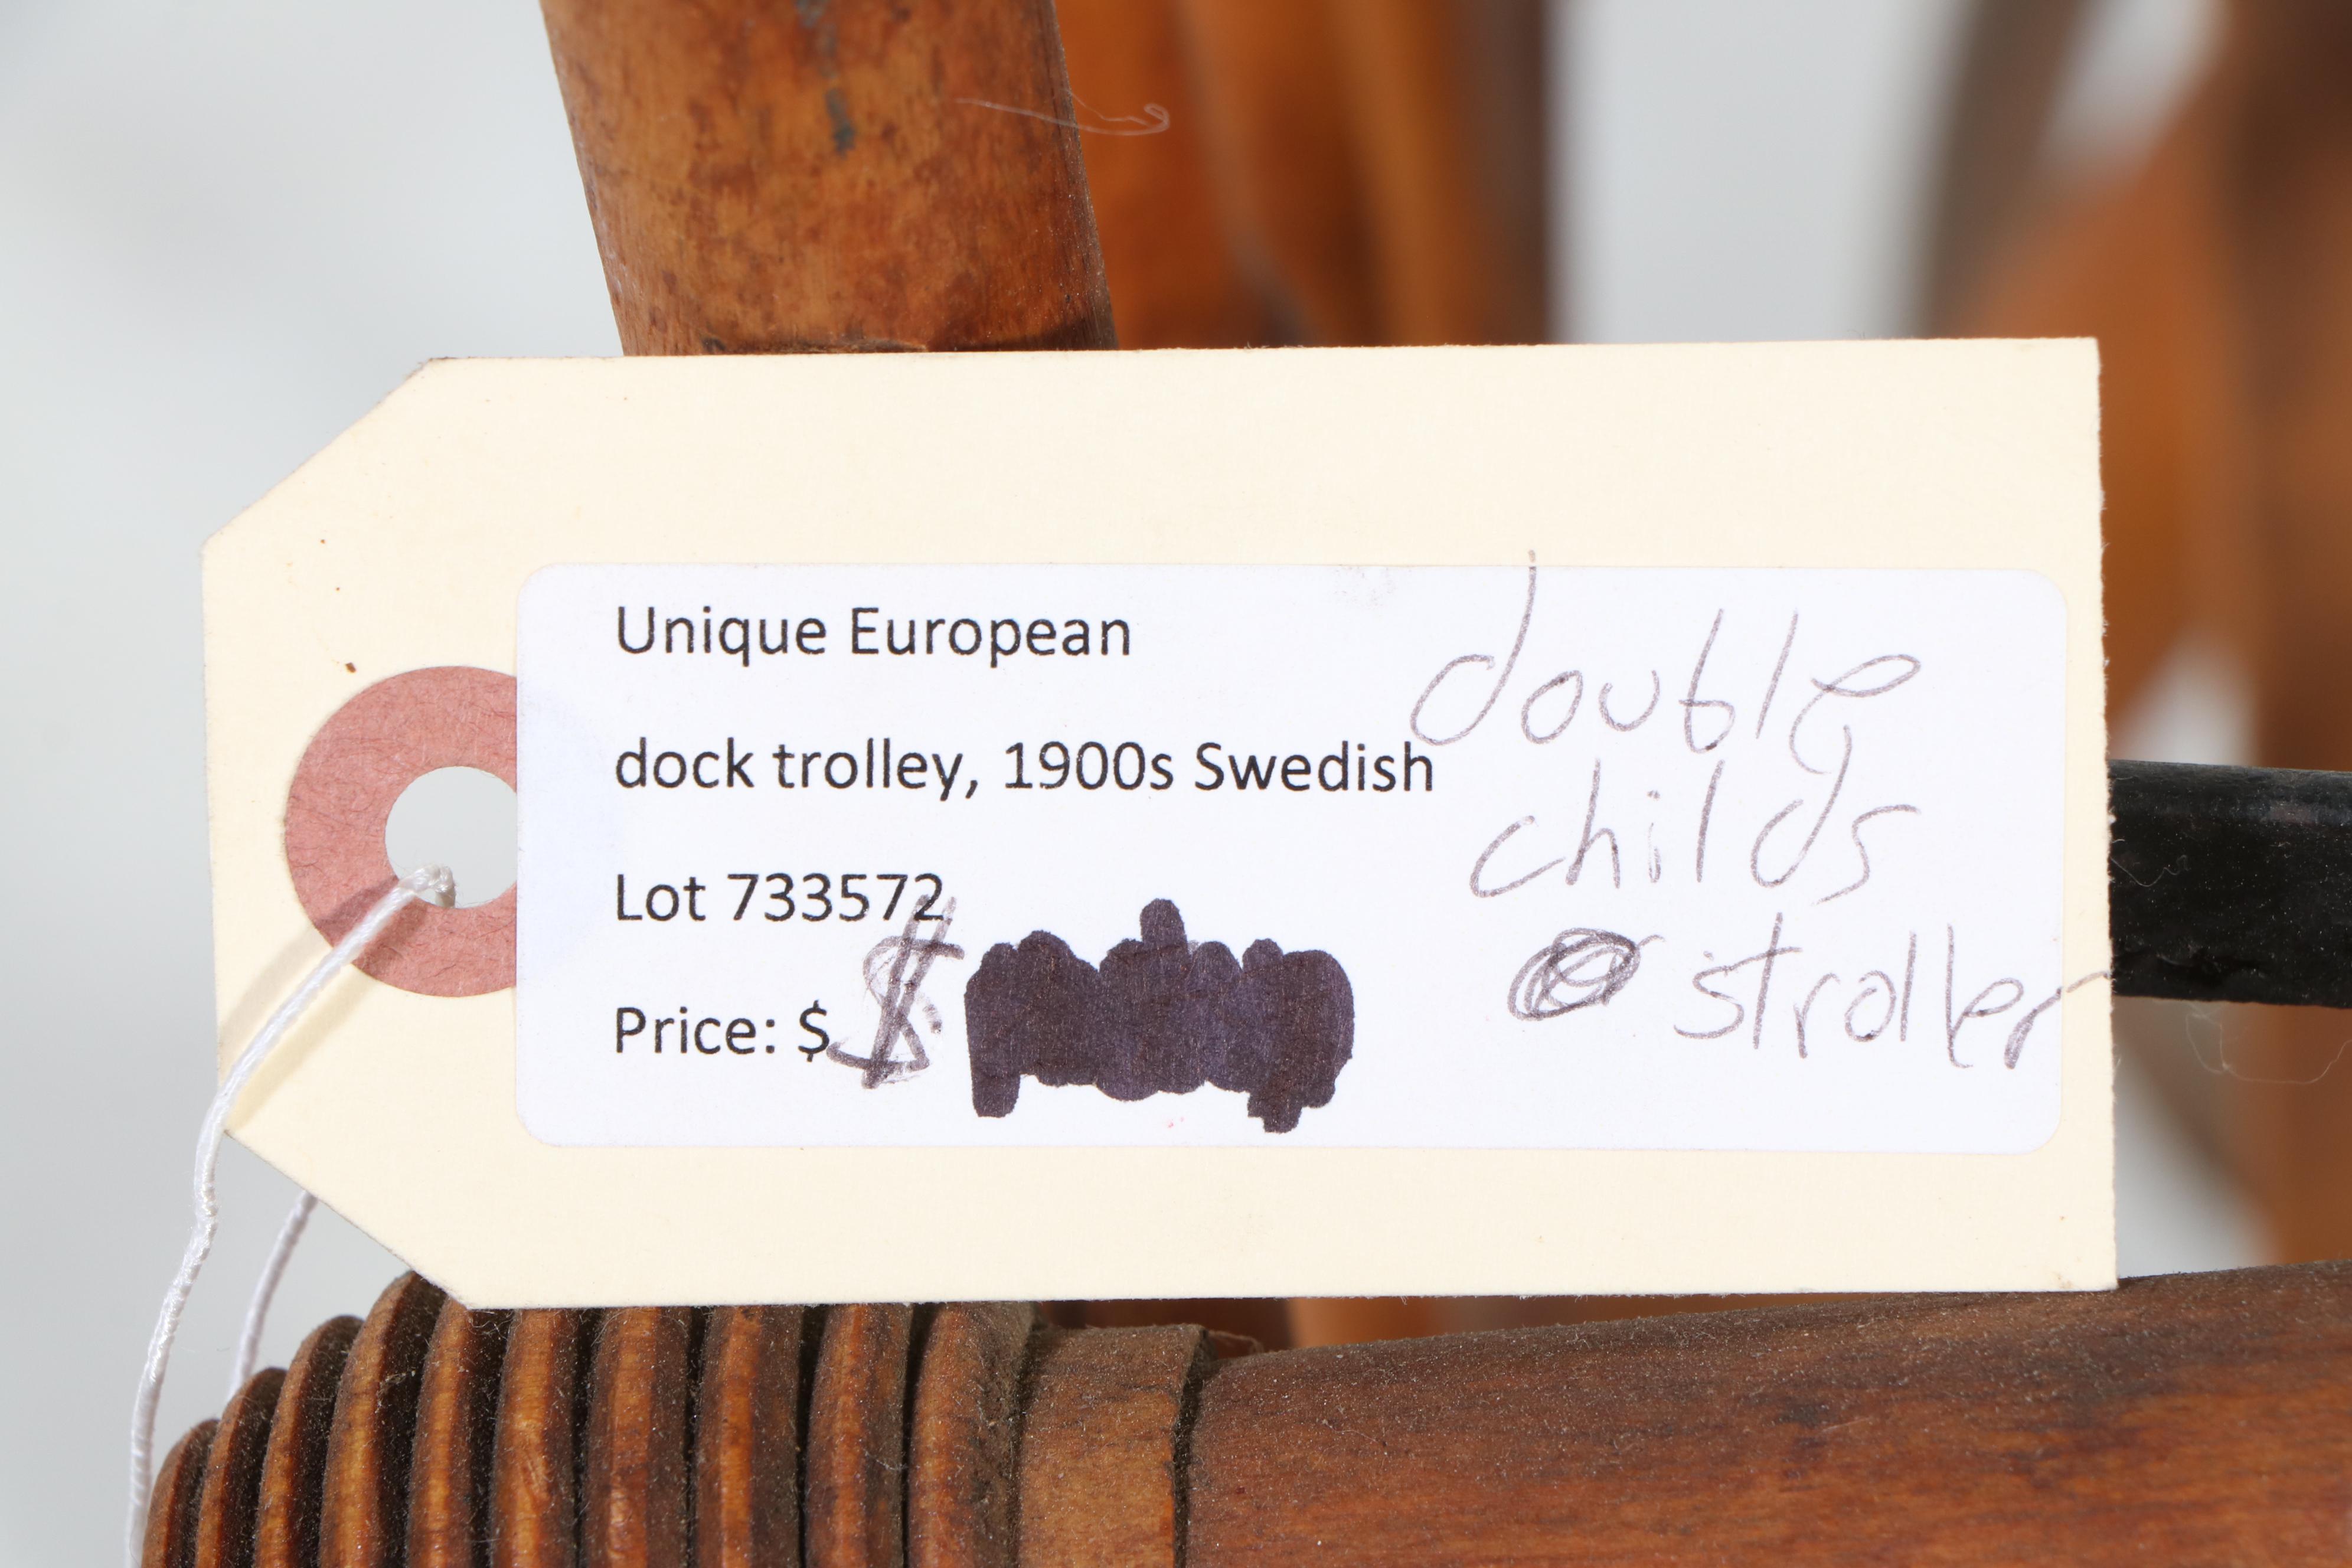 Unique European
dock trolley, 1900s Swedish
Lot 733572
Price: $ $
double
childs
stroller